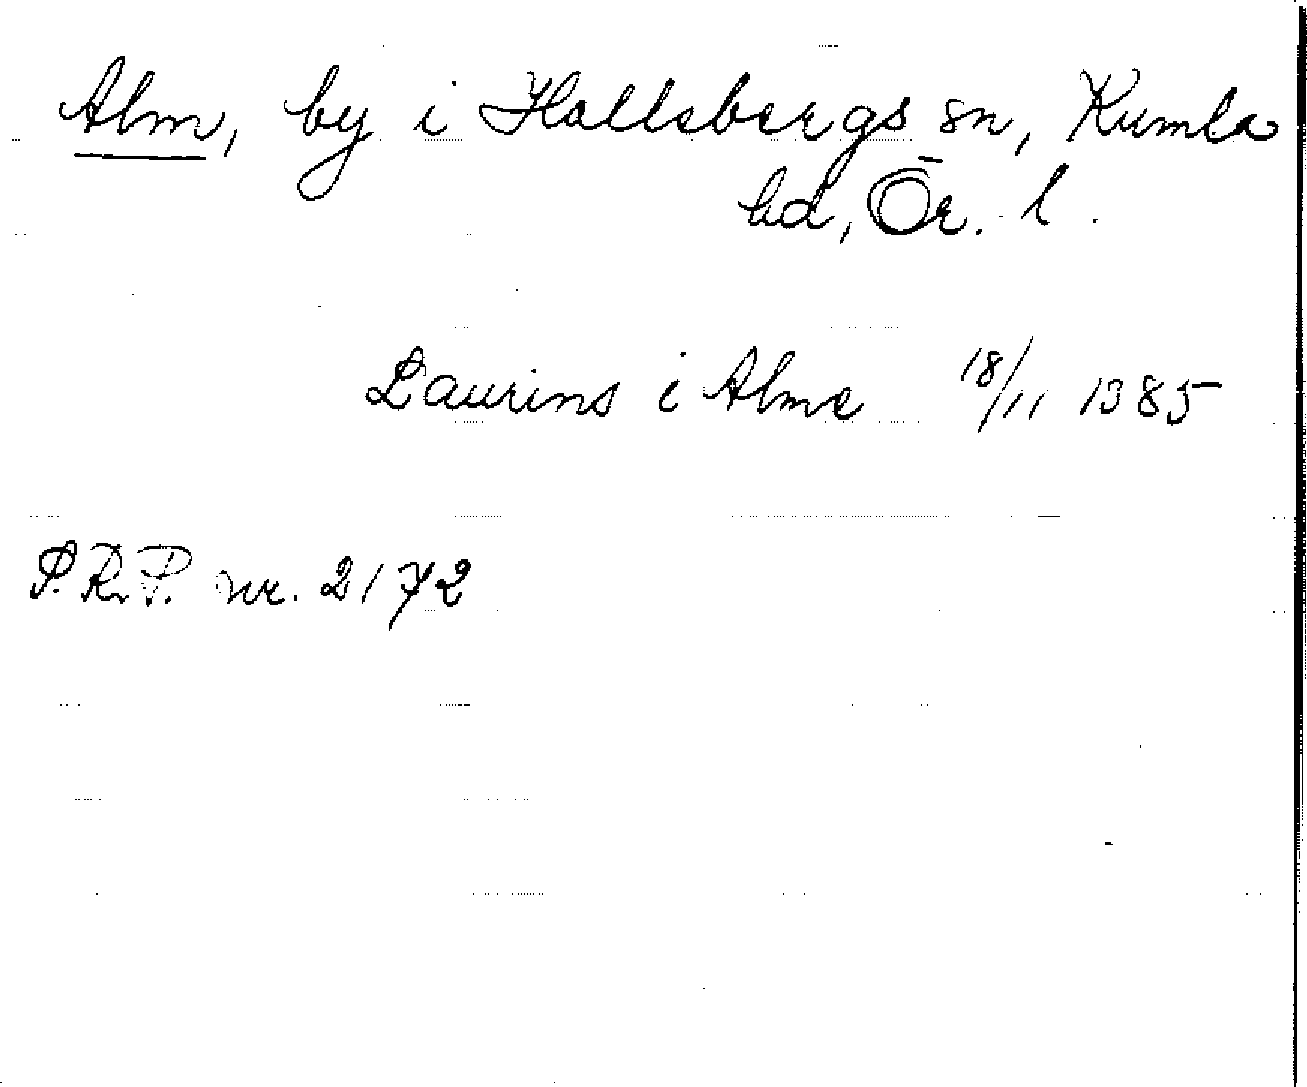 Alm, by i Hallsbergs sn, Kumla
hd, Ör. l.
Laurins i Alme 18/11 1385
S.R.P. nr. 2172